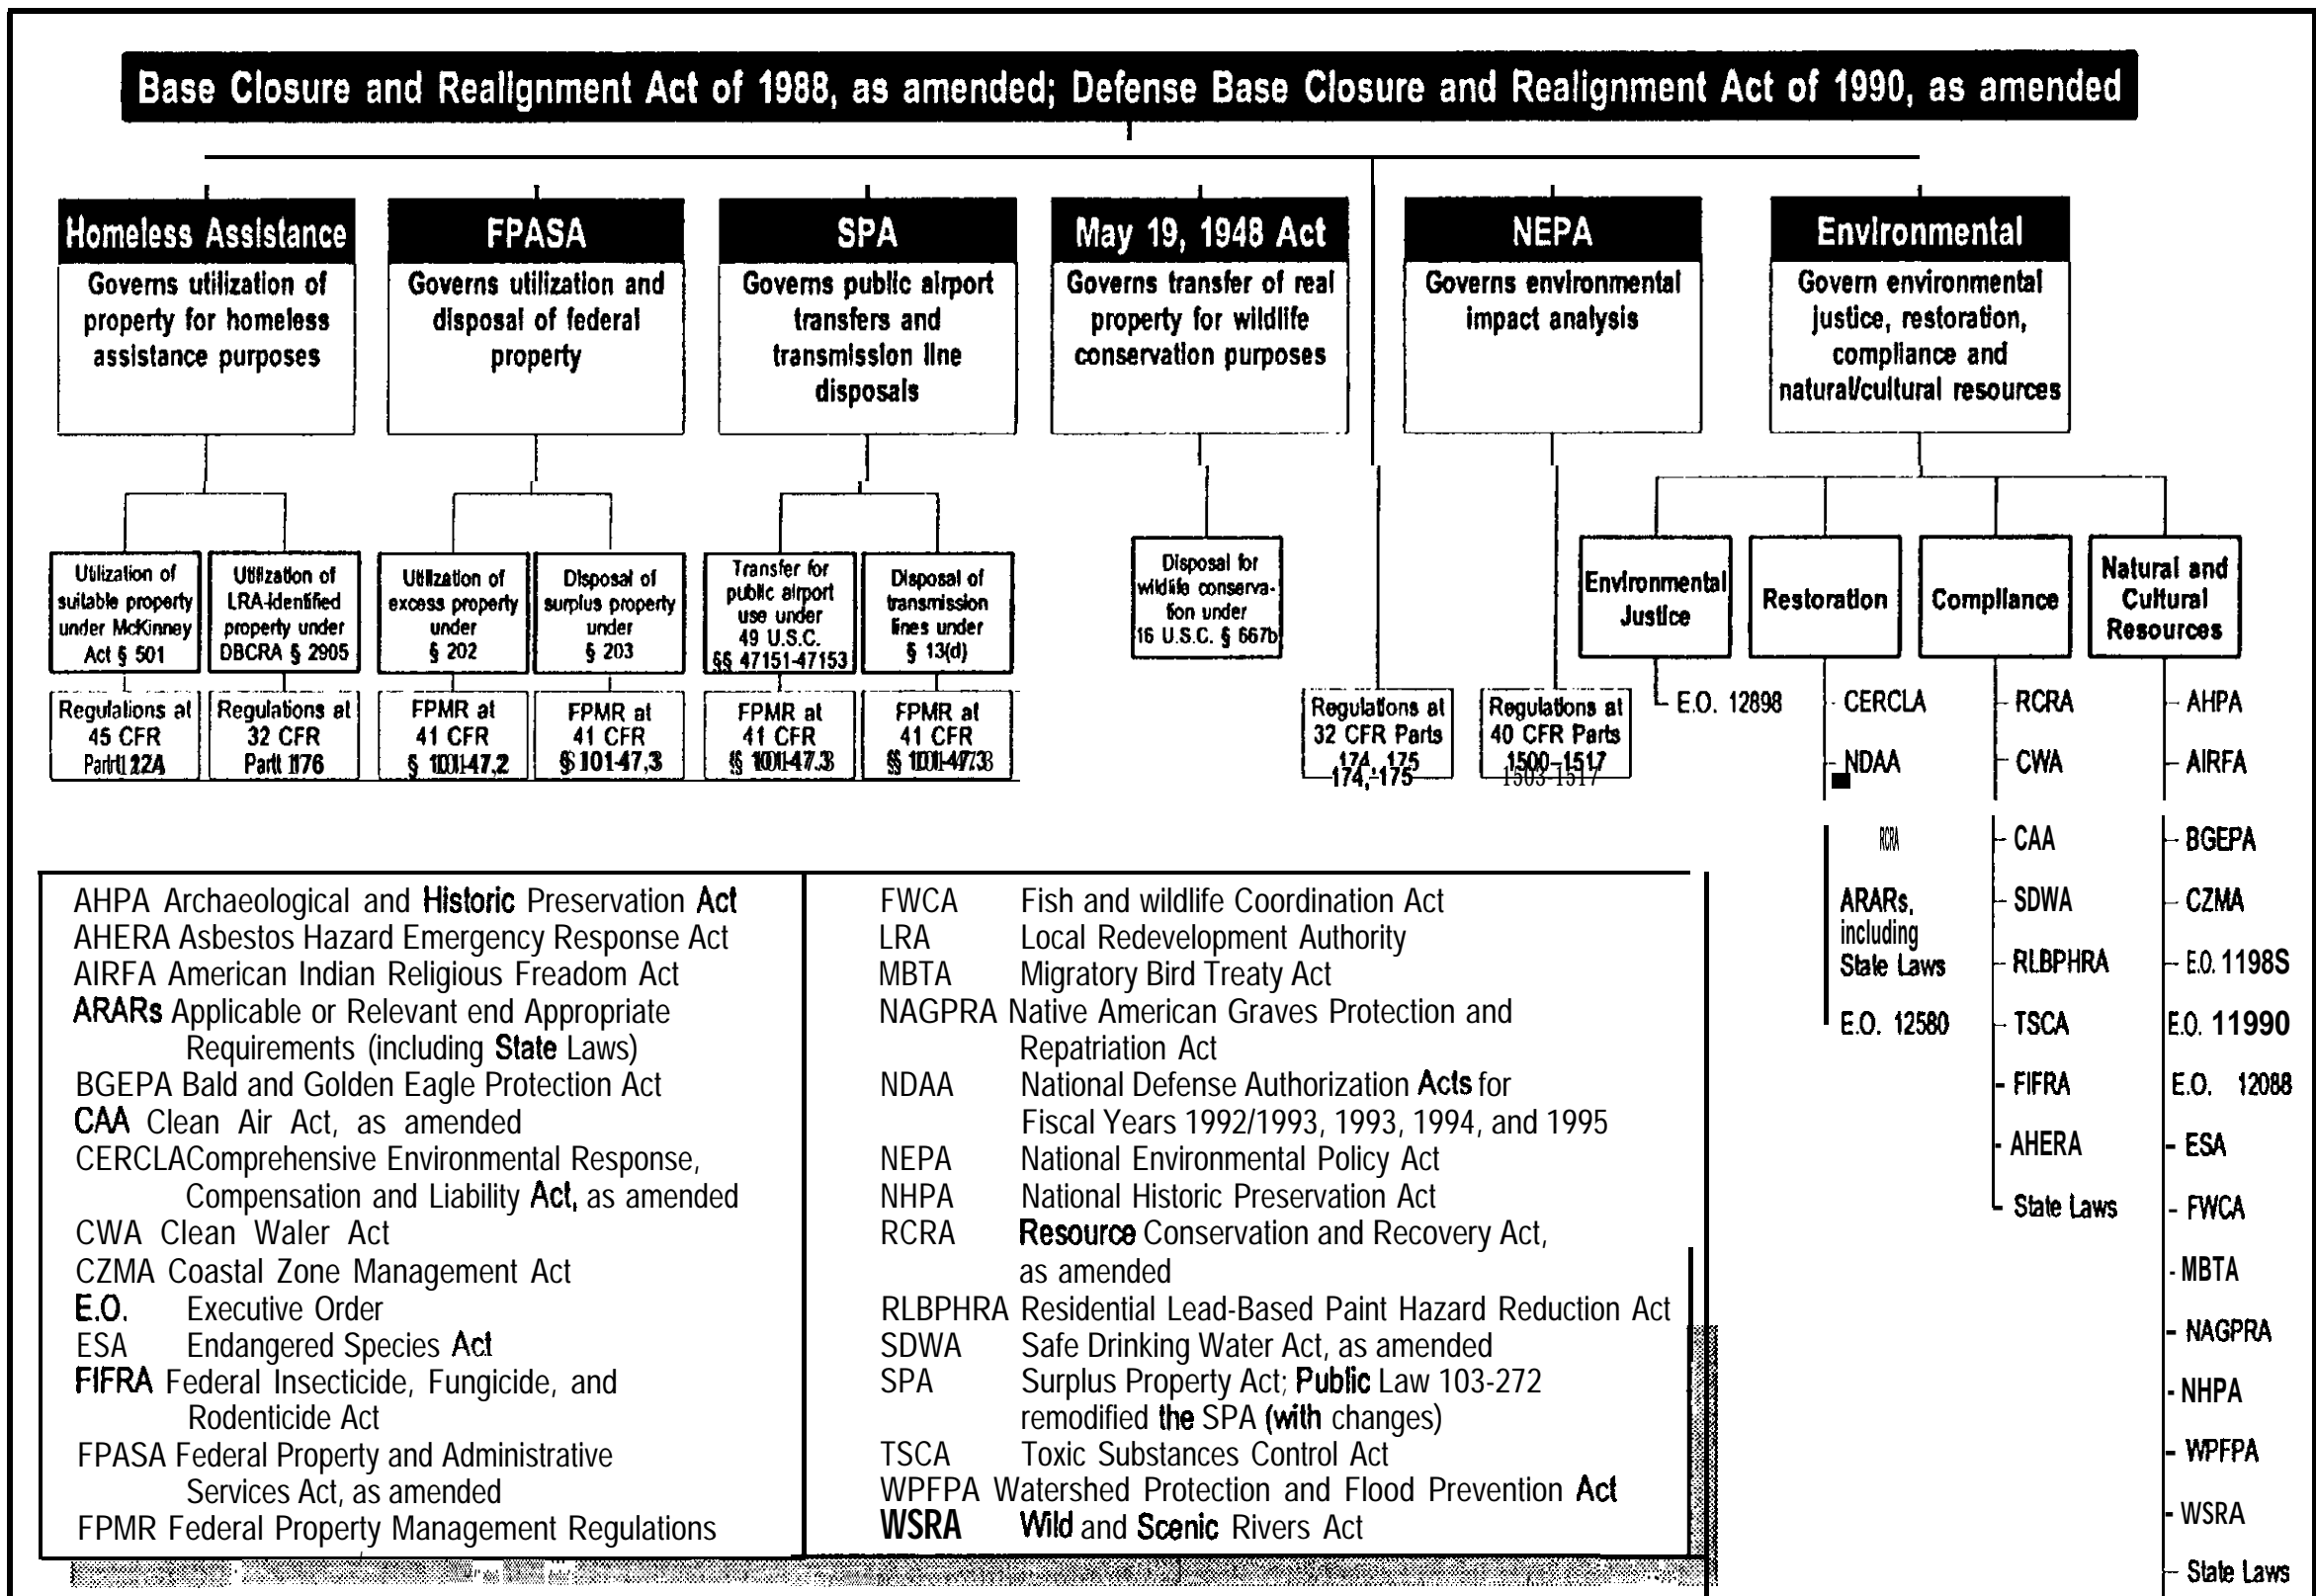 Base Closure and Realignment Act of 1988, as amended; Defense Base Closure and Realignment Act of 1990, as amended
Homeless Assistance
Governs utilization of
property for homeless
assistance purposes
FPASA
Governs utilization and
disposal of federal
property
SPA
Governs public airport
transfers and
transmission line
disposals
May 19, 1948 Act
Governs transfer of real
property for wildlife
conservation purposes
NEPA
Governs environmental
impact analysis
Environmental
Govern environmental
justice, restoration,
compliance and
natural/cultural resources
Utilization of
suitable property
under McKinney
Act § 501
Utilization of
LRA-identified
property under
DBCRA § 2905
Utilization of
excess property
under
§ 202
Disposal of
surplus property
under
§ 203
Transfer for
public airport
use under
49 U.S.C.
§§ 47151-47153
Disposal of
transmission
lines under
§ 13(d)
Disposal for
wildlife conserva-
tion under
16 U.S.C. § 667b
Environmental
Justice
Restoration
Compliance
Natural and
Cultural
Resources
Regulations at
45 CFR
Part 12A
Regulations at
32 CFR
Part 176
FPMR at
41 CFR
§ 101-47.2
FPMR at
41 CFR
§ 101-47.3
FPMR at
41 CFR
§ 101-47.3
FPMR at
41 CFR
§ 101-47.3
Regulations at
32 CFR Parts
174, 175
174, 175
Regulations at
40 CFR Parts
1500-1517
1503-1517
E.O. 12898
CERCLA
NDAA
RCRA
ARARs,
including
State Laws
E.O. 12580
RCRA
CWA
CAA
SDWA
RLBPHRA
TSCA
FIFRA
AHERA
State Laws
AHPA
AIRFA
BGEPA
CZMA
E.O. 1198S
E.O. 11990
E.O. 12088
ESA
FWCA
MBTA
NAGPRA
NHPA
WPFPA
WSRA
State Laws
AHPA Archaeological and Historic Preservation Act
AHERA Asbestos Hazard Emergency Response Act
AIRFA American Indian Religious Freadom Act
ARARs Applicable or Relevant end Appropriate
Requirements (including State Laws)
BGEPA Bald and Golden Eagle Protection Act
CAA Clean Air Act, as amended
CERCLAComprehensive Environmental Response,
Compensation and Liability Act, as amended
CWA Clean Waler Act
CZMA Coastal Zone Management Act
E.O. Executive Order
ESA Endangered Species Act
FIFRA Federal Insecticide, Fungicide, and
Rodenticide Act
FPASA Federal Property and Administrative
Services Act, as amended
FPMR Federal Property Management Regulations
FWCA Fish and wildlife Coordination Act
LRA Local Redevelopment Authority
MBTA Migratory Bird Treaty Act
NAGPRA Native American Graves Protection and
Repatriation Act
NDAA National Defense Authorization Acts for
Fiscal Years 1992/1993, 1993, 1994, and 1995
NEPA National Environmental Policy Act
NHPA National Historic Preservation Act
RCRA Resource Conservation and Recovery Act,
as amended
RLBPHRA Residential Lead-Based Paint Hazard Reduction Act
SDWA Safe Drinking Water Act, as amended
SPA Surplus Property Act; Public Law 103-272
remodified the SPA (with changes)
TSCA Toxic Substances Control Act
WPFPA Watershed Protection and Flood Prevention Act
WSRA Wild and Scenic Rivers Act